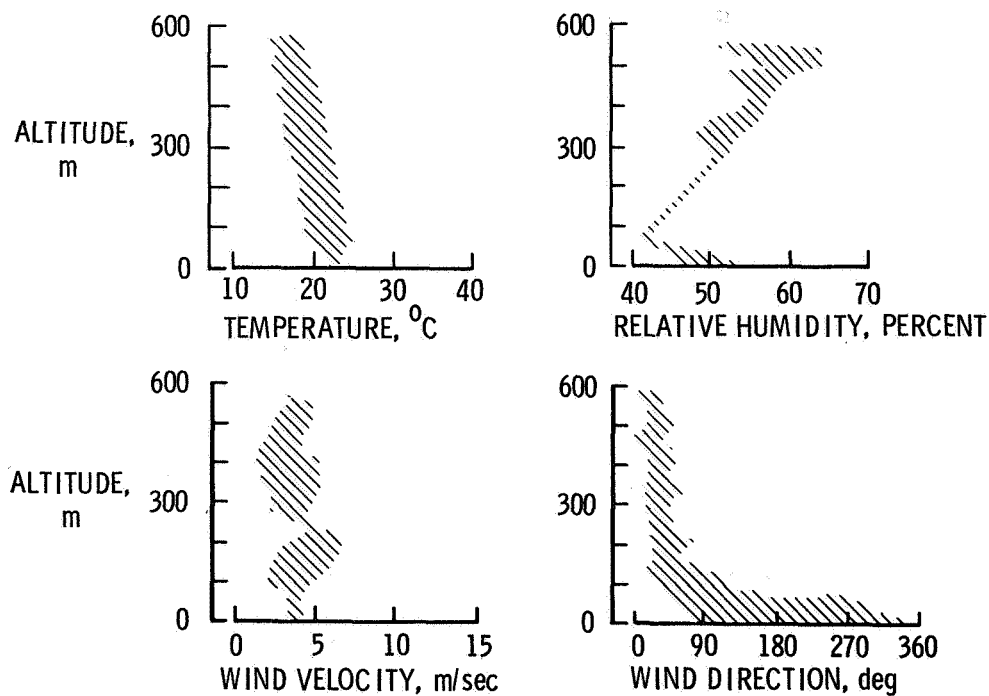 600
ALTITUDE,
m
300
0
10 20 30 40
TEMPERATURE, °C
600
300
0
40 50 60 70
RELATIVE HUMIDITY, PERCENT
600
ALTITUDE,
m
300
0
0 5 10 15
WIND VELOCITY, m/sec
600
300
0
0 90 180 270 360
WIND DIRECTION, deg